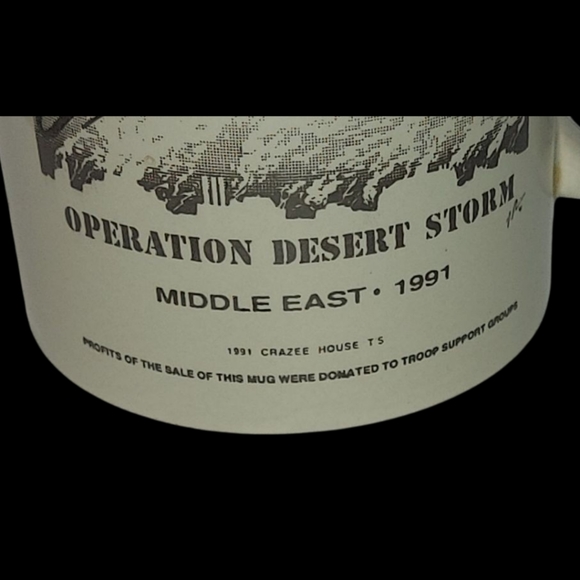 OPERATION DESERT STORM
MIDDLE EAST • 1991
1991 CRAZEE HOUSE T S
PROFITS OF THE SALE OF THIS MUG WERE DONATED TO TROOP SUPPORT GROUPS